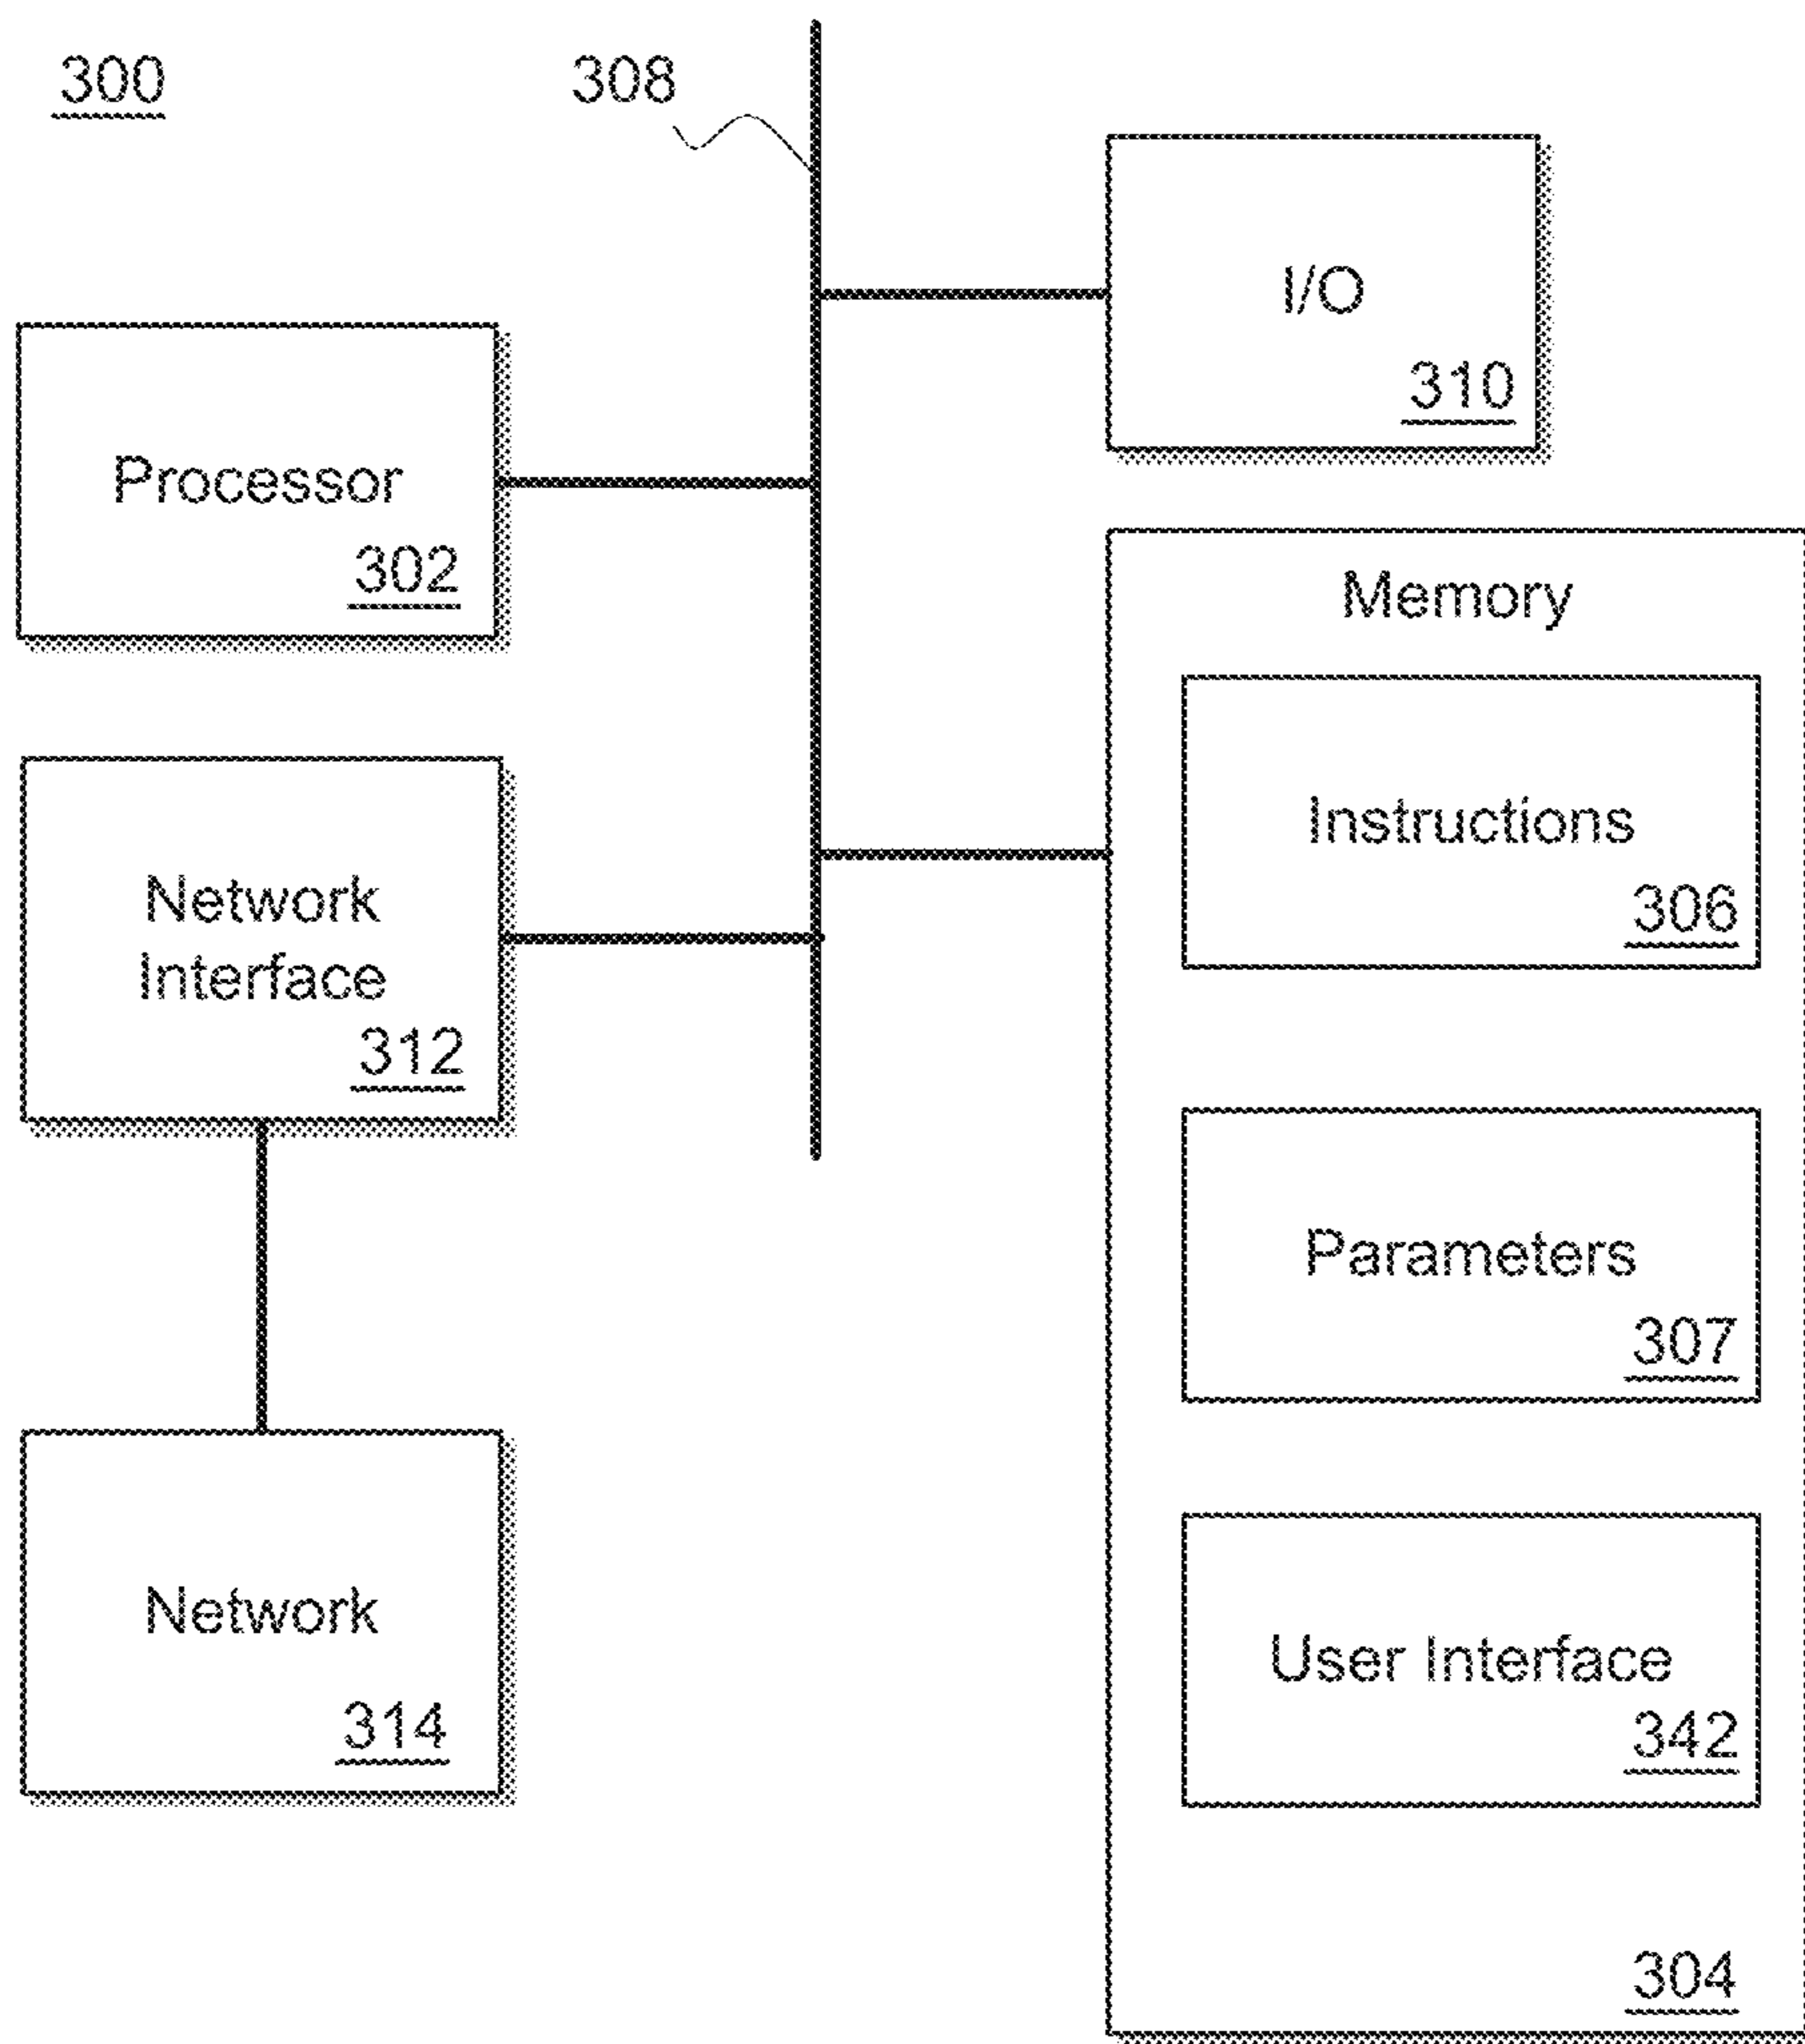 300
308
I/O
310
Processor
302
Memory
Instructions
306
Network
Interface
312
Parameters
307
Network
314
User Interface
342
304